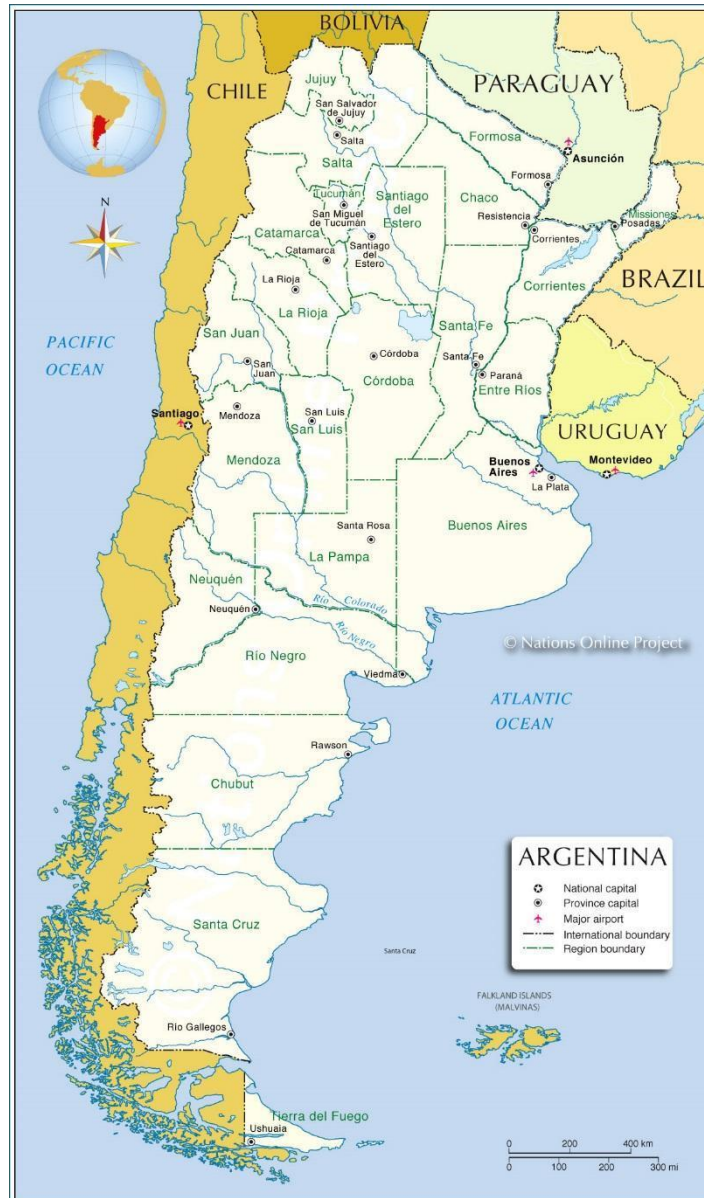 BOLIVIA
PARAGUAY
CHILE
Jujuy
San Salvador
de Jujuy
Salta
Salta
Formosa
Asunción
Formosa
Tucumán
San Miguel
de Tucumán
Santiago
del
Estero
Chaco
Resistencia
Corrientes
Missiones
Posadas
Catamarca
Catamarca
Santiago
del
Estero
Corrientes
BRAZIL
La Rioja
La Rioja
N
PACIFIC
OCEAN
San Juan
San
Juan
Córdoba
Córdoba
Santa Fe
Santa Fe
Paraná
Entre Ríos
Santiago
Mendoza
Mendoza
San Luis
San Luis
URUGUAY
Montevideo
Buenos
Aires
La Plata
Buenos Aires
Santa Rosa
La Pampa
Neuquén
Neuquén
Río Colorado
Río Negro
Río Negro
Viedma
© Nations Online Project
ATLANTIC
OCEAN
Rawson
Chubut
Santa Cruz
Santa Cruz
Río Gallegos
Tierra del Fuego
Ushuaia
FALKLAND ISLANDS
(MALVINAS)
ARGENTINA
National capital
Province capital
Major airport
International boundary
Region boundary
0 200 400 km
0 100 200 300 mi